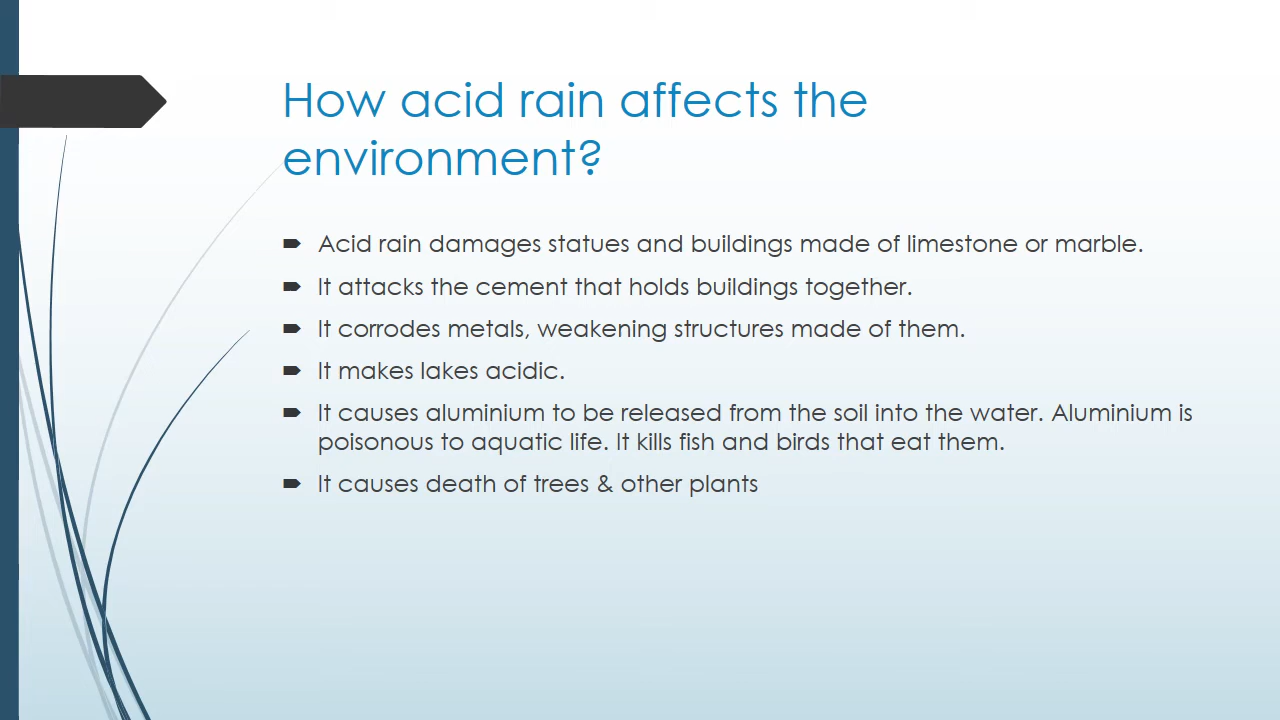 How acid rain affects the
environment?
Acid rain damages statues and buildings made of limestone or marble.
It attacks the cement that holds buildings together.
It corrodes metals, weakening structures made of them.
It makes lakes acidic.
It causes aluminium to be released from the soil into the water. Aluminium is
poisonous to aquatic life. It kills fish and birds that eat them.
It causes death of trees & other plants